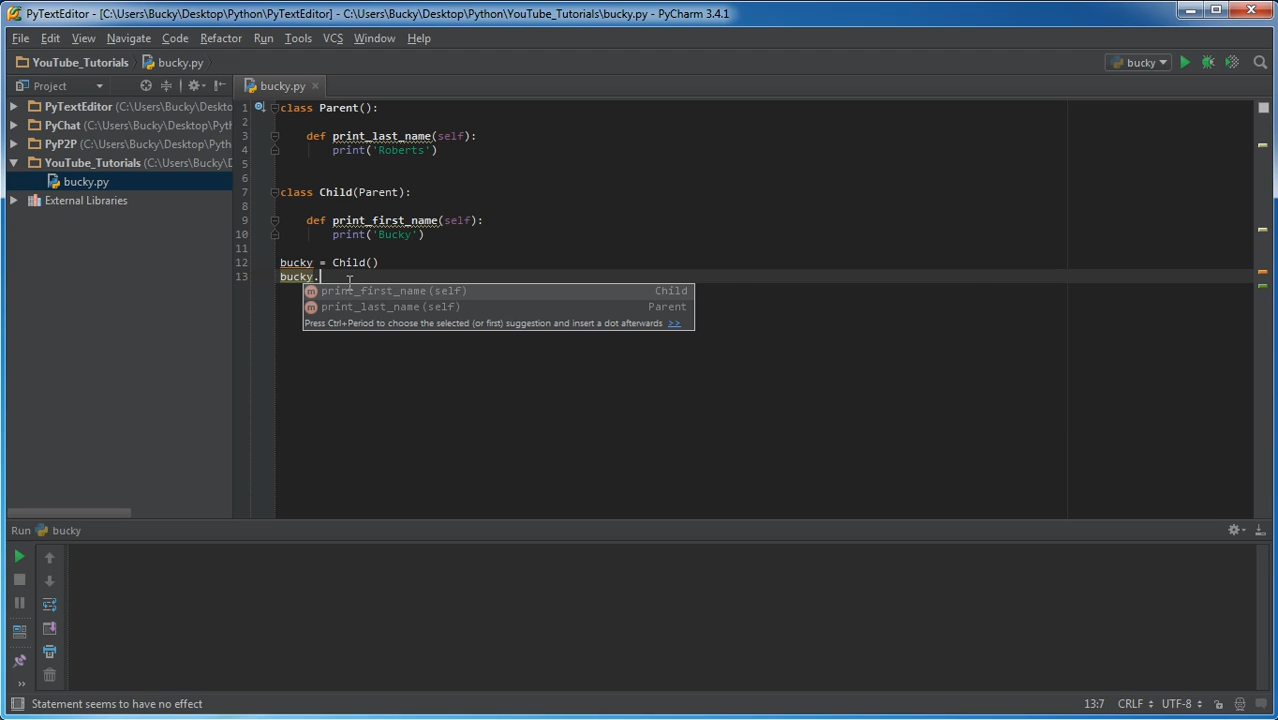 PyTextEditor - [C:\Users\Bucky\Desktop\Python\PyTextEditor] - C:\Users\Bucky\Desktop\Python\YouTube_Tutorials\bucky.py - PyCharm 3.4.1
File Edit View Navigate Code Refactor Run Tools VCS Window Help
YouTube_Tutorials bucky.py bucky
Project bucky.py
PyTextEditor (C:\Users\Bucky\Deskto
PyChat (C:\Users\Bucky\Desktop\Pyth
PyP2P (C:\Users\Bucky\Desktop\Pytho
YouTube_Tutorials (C:\Users\Bucky\D
bucky.py
External Libraries
1 class Parent():
2
3 def print_last_name(self):
4 print('Roberts')
5
6
7 class Child(Parent):
8
9 def print_first_name(self):
10 print('Bucky')
11
12 bucky = Child()
13 bucky.
m print_first_name(self) Child
m print_last_name(self) Parent
Press Ctrl+Period to choose the selected (or first) suggestion and insert a dot afterwards >>
Run bucky
>>
Statement seems to have no effect 13:7 CRLF UTF-8